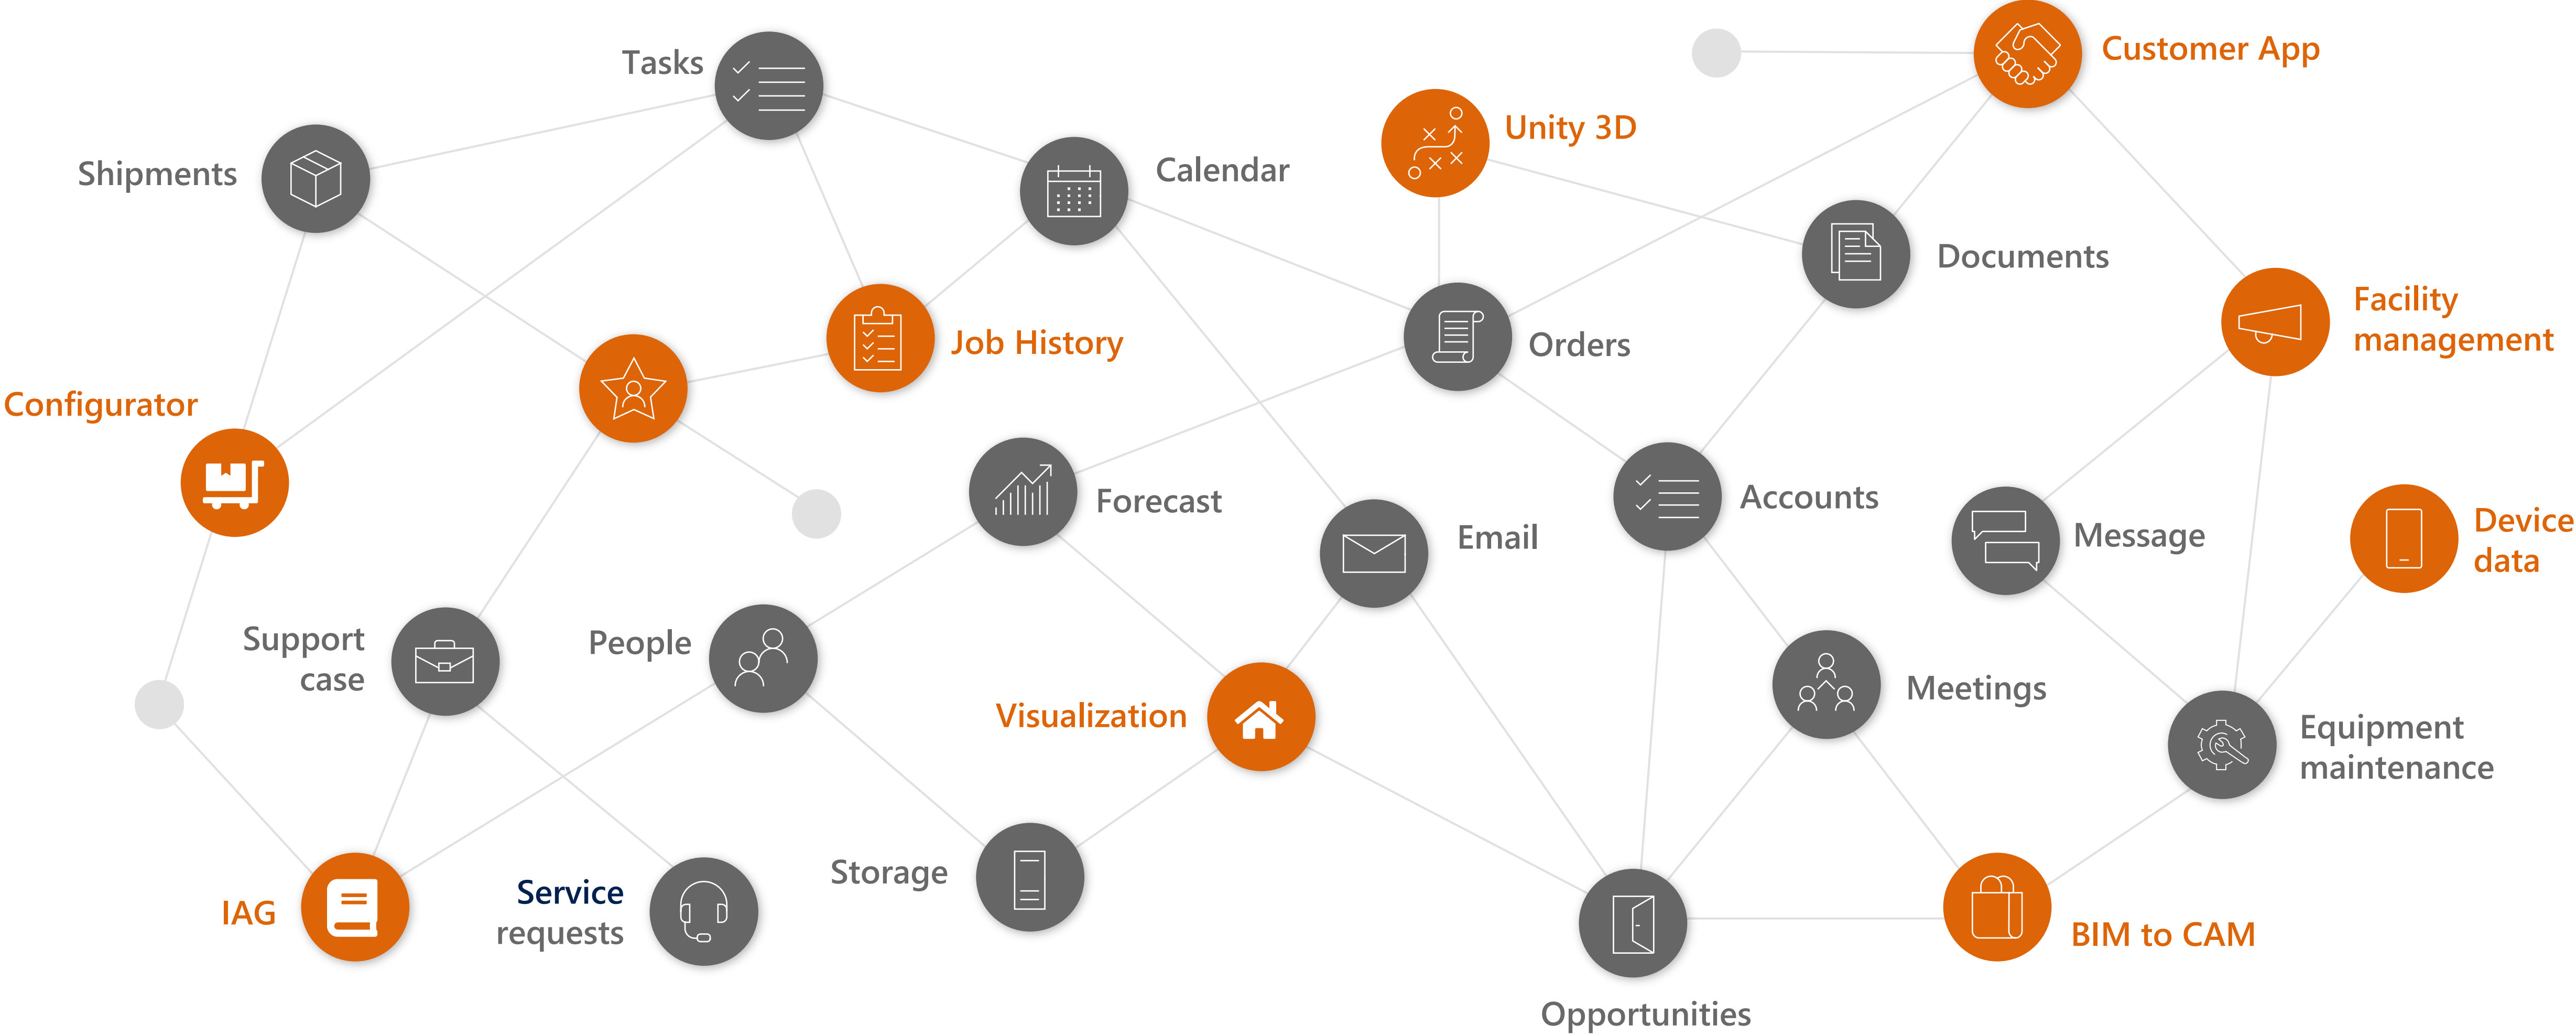 Customer App
Tasks
Unity 3D
Shipments
Calendar
Documents
Facility
management
Job History
Orders
Configurator
Forecast
Accounts
Email
Message
Device
data
Support
case
People
Visualization
Meetings
Equipment
maintenance
Storage
Service
requests
IAG
BIM to CAM
Opportunities